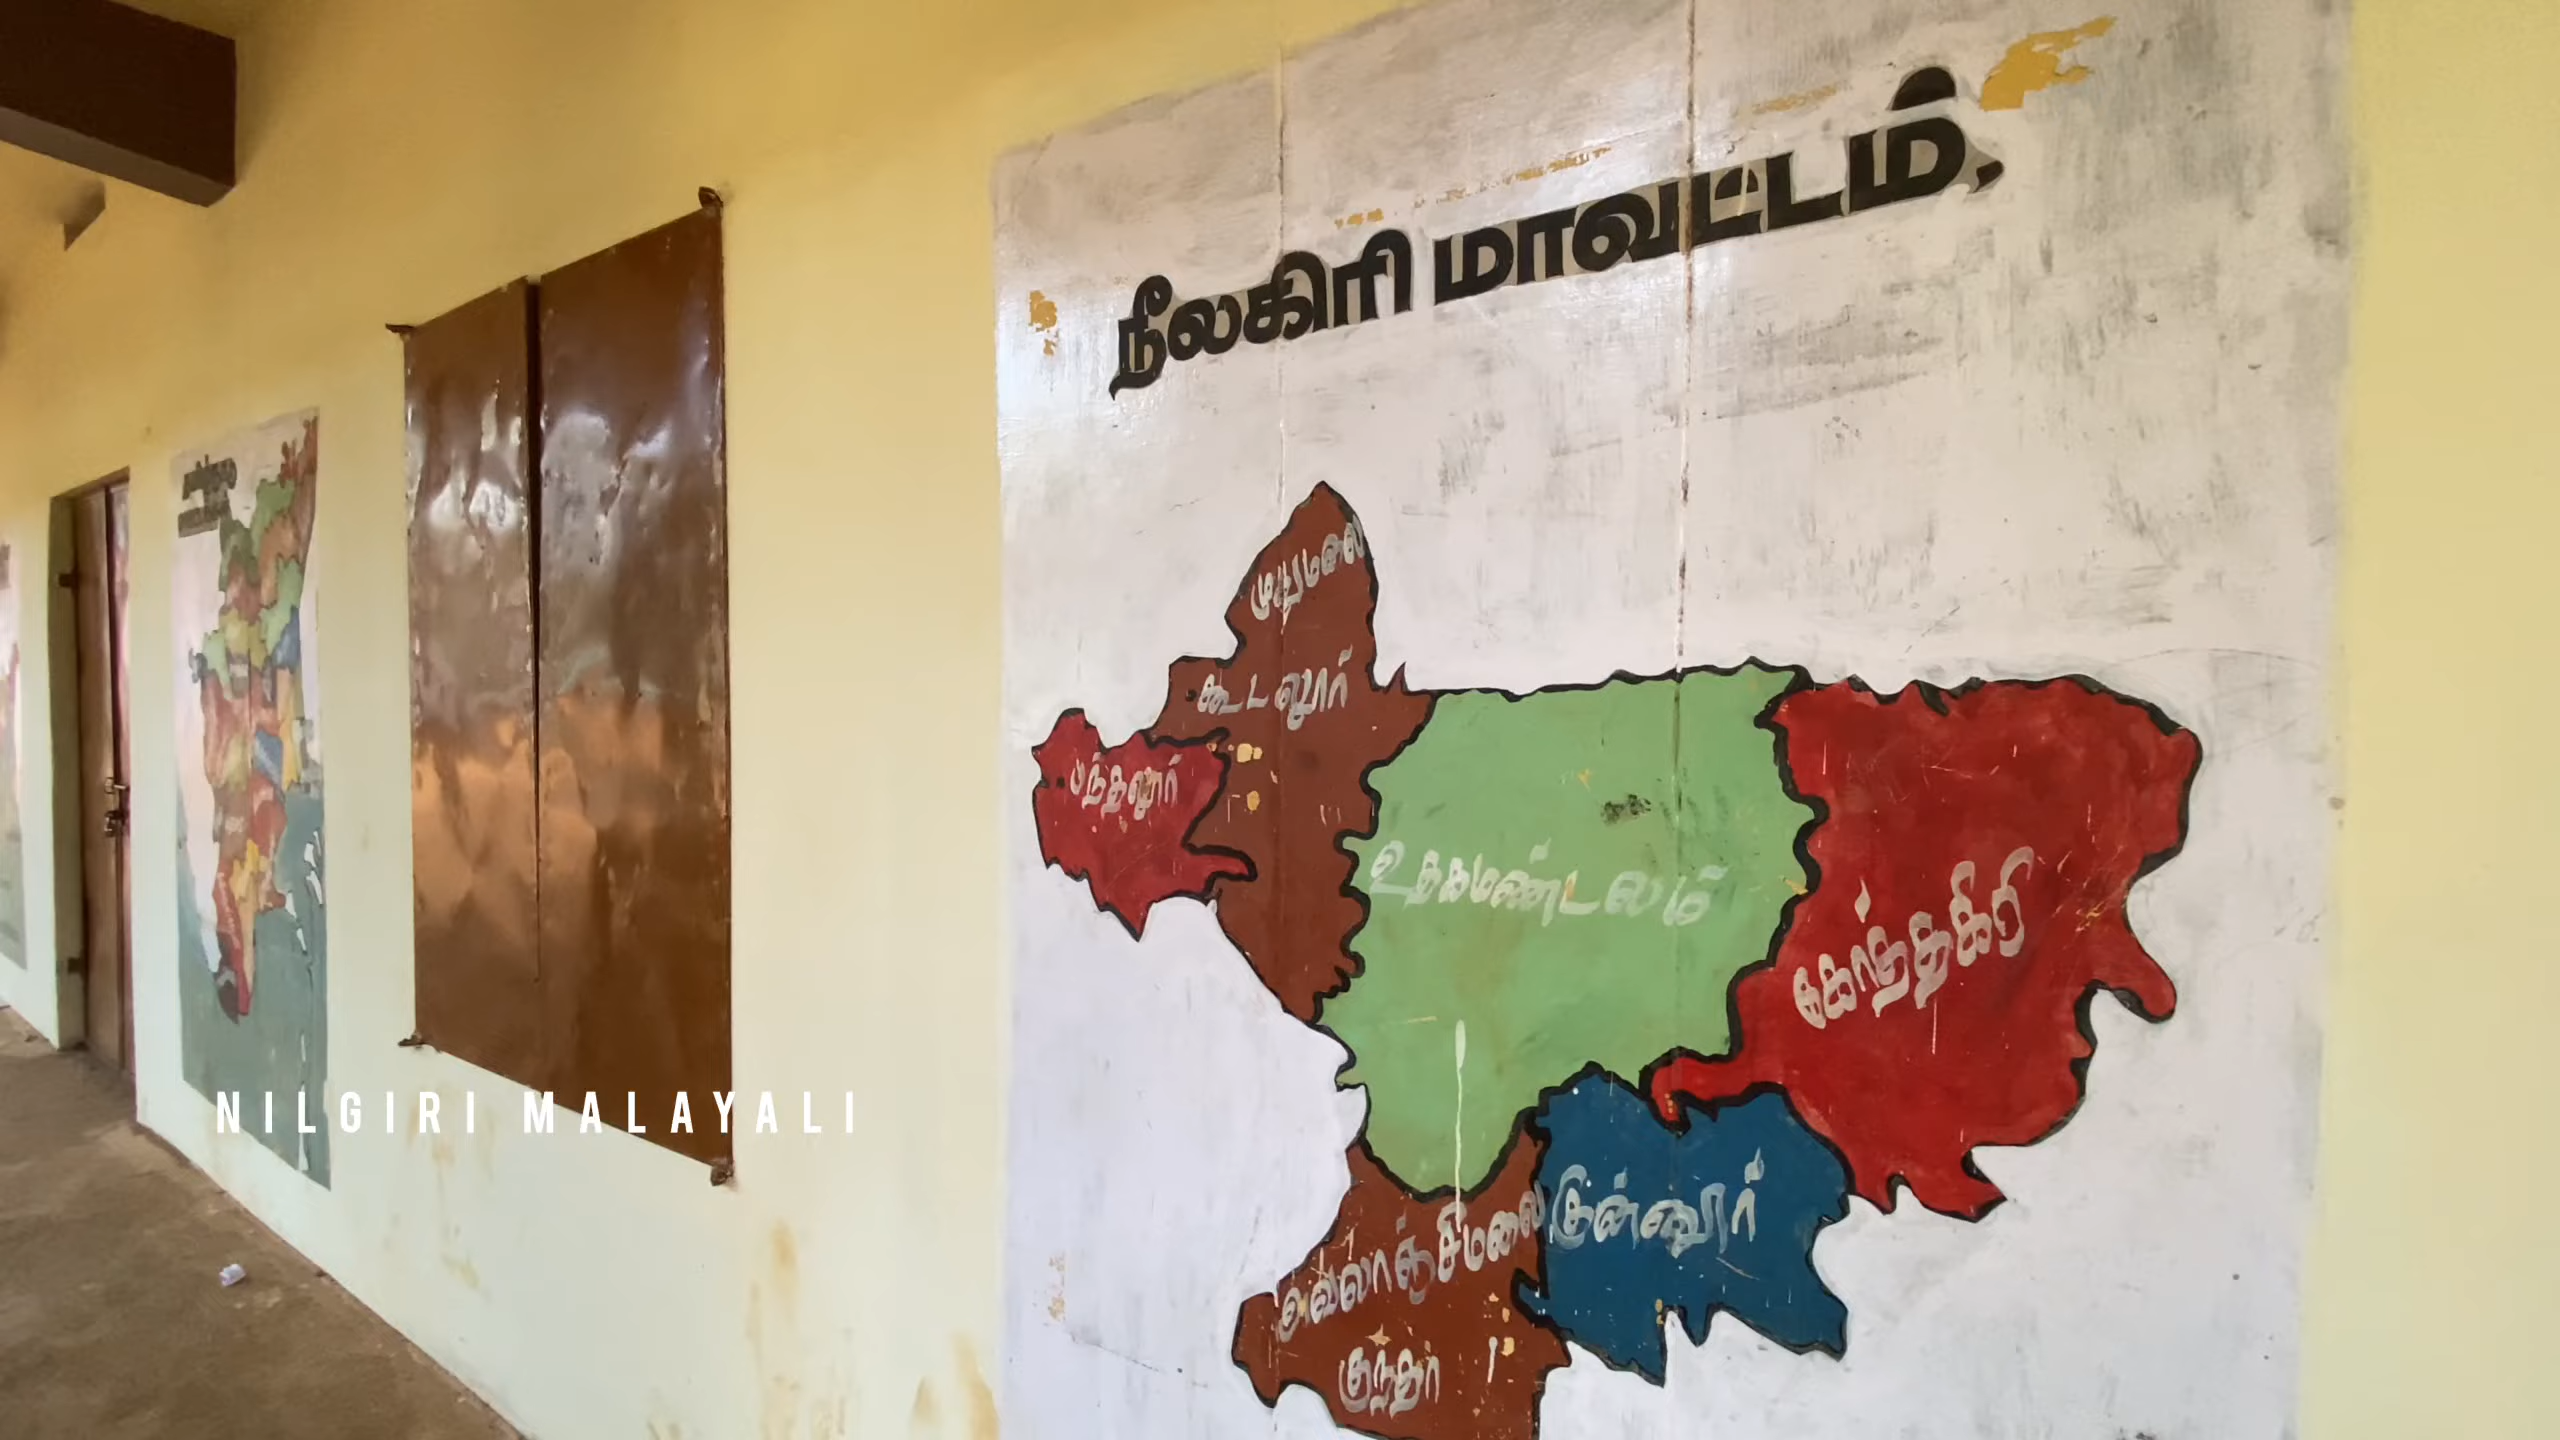 நீலகிரி மாவட்டம்,
முதுமலை
கூடலூர்
பந்தலூர்
உதகமண்டலம்
கோத்தகிரி
குன்னூர்
அவலாஞ்சிமலை
குந்தா
NILGIRI MALAYALI